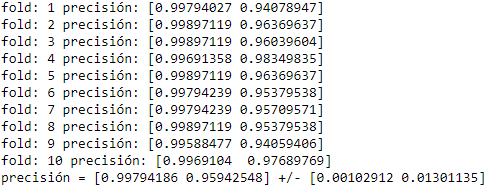 fold: 1 precisión: [0.99794027 0.94078947]
fold: 2 precisión: [0.99897119 0.96369637]
fold: 3 precisión: [0.99897119 0.96039604]
fold: 4 precisión: [0.99691358 0.98349835]
fold: 5 precisión: [0.99897119 0.96369637]
fold: 6 precisión: [0.99794239 0.95379538]
fold: 7 precisión: [0.99794239 0.95709571]
fold: 8 precisión: [0.99897119 0.95379538]
fold: 9 precisión: [0.99588477 0.94059406]
fold: 10 precisión: [0.9969104  0.97689769]
precisión = [0.99794186 0.95942548] +/- [0.00102912 0.01301135]